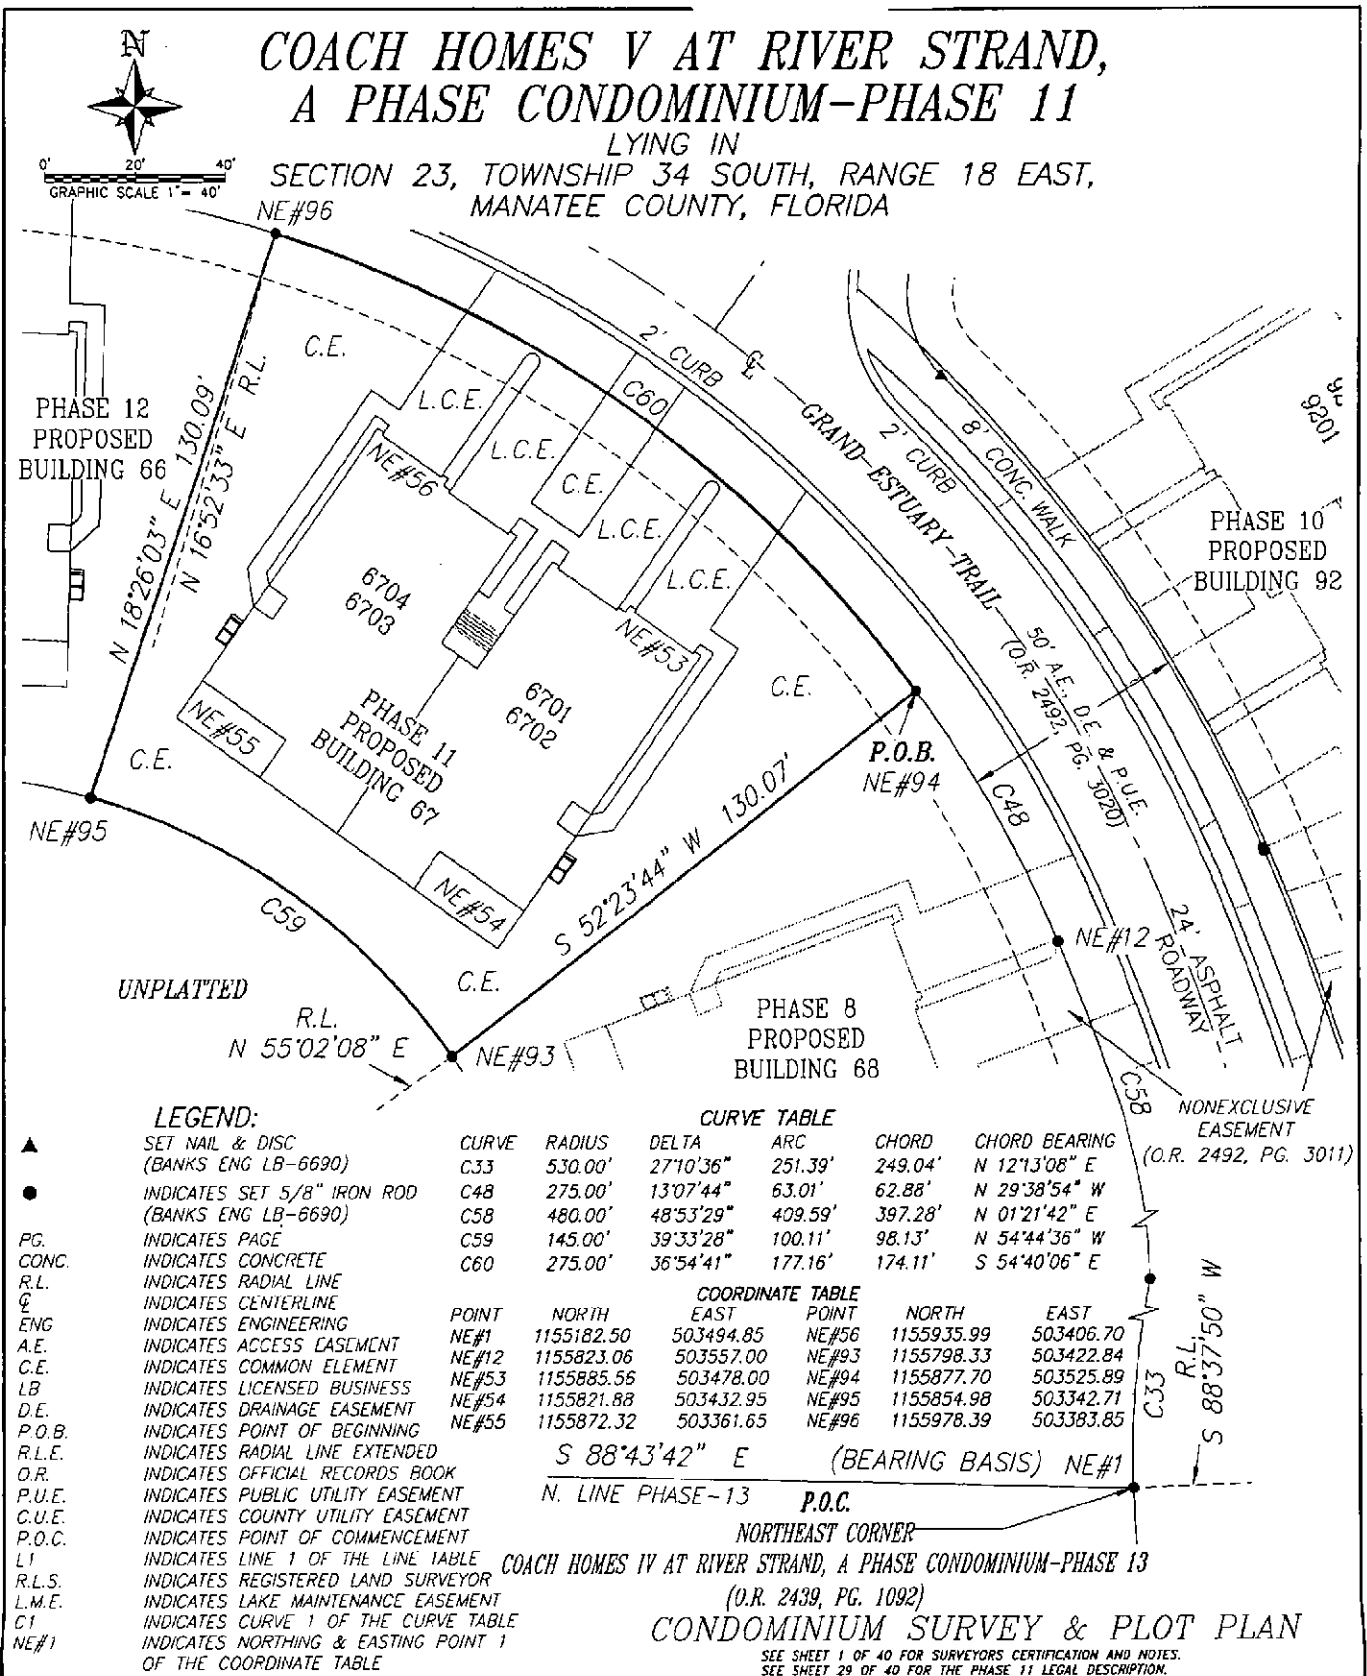 N
COACH HOMES V AT RIVER STRAND,
A PHASE CONDOMINIUM-PHASE 11
LYING IN
SECTION 23, TOWNSHIP 34 SOUTH, RANGE 18 EAST,
MANATEE COUNTY, FLORIDA
0' 20' 40'
GRAPHIC SCALE 1"= 40'
NE#96
C.E.
2' CURB
℄
C60
L.C.E.
L.C.E.
C.E.
L.C.E.
L.C.E.
PHASE 12
PROPOSED
BUILDING 66
N 18°26'03" E 130.09'
N 16°52'33" E R.L.
NE#56
GRAND ESTUARY TRAIL
2' CURB
8' CONC. WALK
9201
PHASE 10
PROPOSED
BUILDING 92
6704
6703
NE#53
6701
6702
C.E.
50' A.E., D.E. & P.U.E.
(O.R. 2492, PG. 3020)
NE#55
PHASE 11
PROPOSED
BUILDING 67
C.E.
P.O.B.
NE#94
C48
NE#95
NE#54
S 52°23'44" W 130.07'
C59
C.E.
NE#12
24' ASPHALT
ROADWAY
UNPLATTED
R.L.
N 55°02'08" E
NE#93
PHASE 8
PROPOSED
BUILDING 68
C58
NONEXCLUSIVE
EASEMENT
(O.R. 2492, PG. 3011)
LEGEND:
SET NAIL & DISC
(BANKS ENG LB-6690)
INDICATES SET 5/8" IRON ROD
(BANKS ENG LB-6690)
PG. INDICATES PAGE
CONC. INDICATES CONCRETE
R.L. INDICATES RADIAL LINE
℄ INDICATES CENTERLINE
ENG INDICATES ENGINEERING
A.E. INDICATES ACCESS EASEMENT
C.E. INDICATES COMMON ELEMENT
LB INDICATES LICENSED BUSINESS
D.E. INDICATES DRAINAGE EASEMENT
P.O.B. INDICATES POINT OF BEGINNING
R.L.E. INDICATES RADIAL LINE EXTENDED
O.R. INDICATES OFFICIAL RECORDS BOOK
P.U.E. INDICATES PUBLIC UTILITY EASEMENT
C.U.E. INDICATES COUNTY UTILITY EASEMENT
P.O.C. INDICATES POINT OF COMMENCEMENT
L1 INDICATES LINE 1 OF THE LINE TABLE
R.L.S. INDICATES REGISTERED LAND SURVEYOR
L.M.E. INDICATES LAKE MAINTENANCE EASEMENT
C1 INDICATES CURVE 1 OF THE CURVE TABLE
NE#1 INDICATES NORTHING & EASTING POINT 1
OF THE COORDINATE TABLE
CURVE TABLE
CURVE RADIUS DELTA ARC CHORD CHORD BEARING
C33 530.00' 27°10'36" 251.39' 249.04' N 12°13'08" E
C48 275.00' 13°07'44" 63.01' 62.88' N 29°38'54" W
C58 480.00' 48°53'29" 409.59' 397.28' N 01°21'42" E
C59 145.00' 39°33'28" 100.11' 98.13' N 54°44'36" W
C60 275.00' 36°54'41" 177.16' 174.11' S 54°40'06" E
COORDINATE TABLE
POINT NORTH EAST POINT NORTH EAST
NE#1 1155182.50 503494.85 NE#56 1155935.99 503406.70
NE#12 1155823.06 503557.00 NE#93 1155798.33 503422.84
NE#53 1155885.56 503478.00 NE#94 1155877.70 503525.89
NE#54 1155821.88 503432.95 NE#95 1155854.98 503342.71
NE#55 1155872.32 503361.65 NE#96 1155978.39 503383.85
C33
R.L.
S 88°37'50" W
S 88°43'42" E (BEARING BASIS) NE#1
N. LINE PHASE-13
P.O.C.
NORTHEAST CORNER
COACH HOMES IV AT RIVER STRAND, A PHASE CONDOMINIUM-PHASE 13
(O.R. 2439, PG. 1092)
CONDOMINIUM SURVEY & PLOT PLAN
SEE SHEET 1 OF 40 FOR SURVEYORS CERTIFICATION AND NOTES.
SEE SHEET 29 OF 40 FOR THE PHASE 11 LEGAL DESCRIPTION.